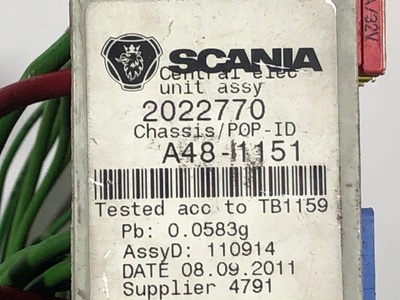 SCANIA
Central elec
unit assy
2022770
Chassis/POP-ID
A48-I1151
Tested acc to TB1159
Pb: 0.0583g
AssyD: 110914
DATE 08.09.2011
Supplier 4791
/32V